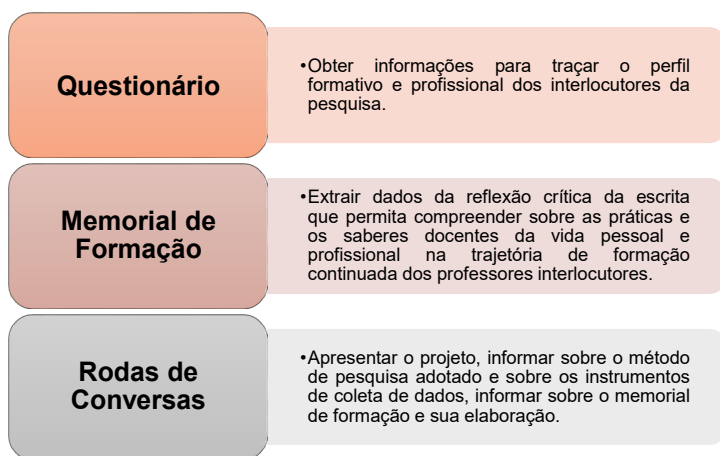 Questionário
•Obter informações para traçar o perfil
formativo e profissional dos interlocutores da
pesquisa.
Memorial de
Formação
•Extrair dados da reflexão crítica da escrita
que permita compreender sobre as práticas e
os saberes docentes da vida pessoal e
profissional na trajetória de formação
continuada dos professores interlocutores.
Rodas de
Conversas
•Apresentar o projeto, informar sobre o método
de pesquisa adotado e sobre os instrumentos
de coleta de dados, informar sobre o memorial
de formação e sua elaboração.